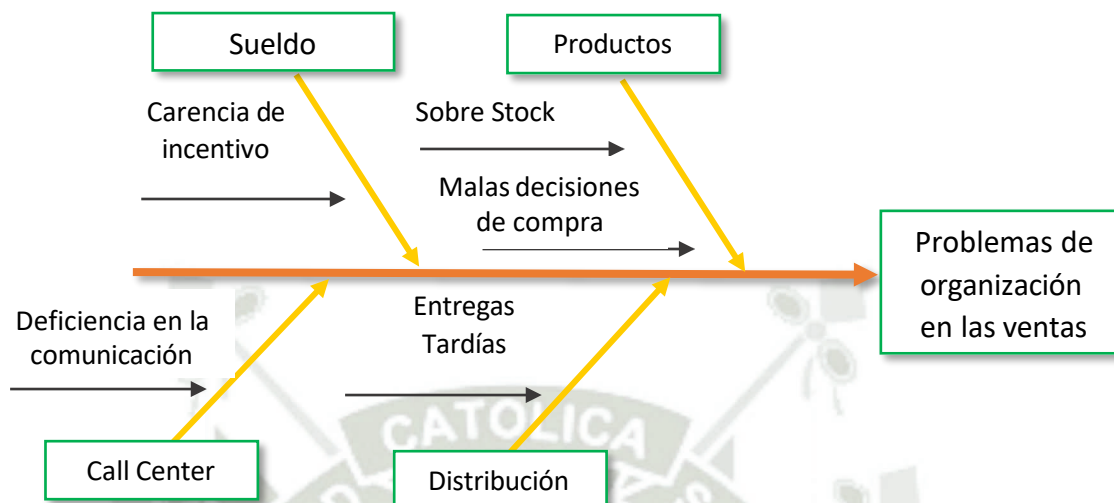 Sueldo
Productos
Carencia de
incentivo
Sobre Stock
Malas decisiones
de compra
Problemas de
organización
en las ventas
Deficiencia en la
comunicación
Entregas
Tardías
CATOLICA
Call Center
Distribución